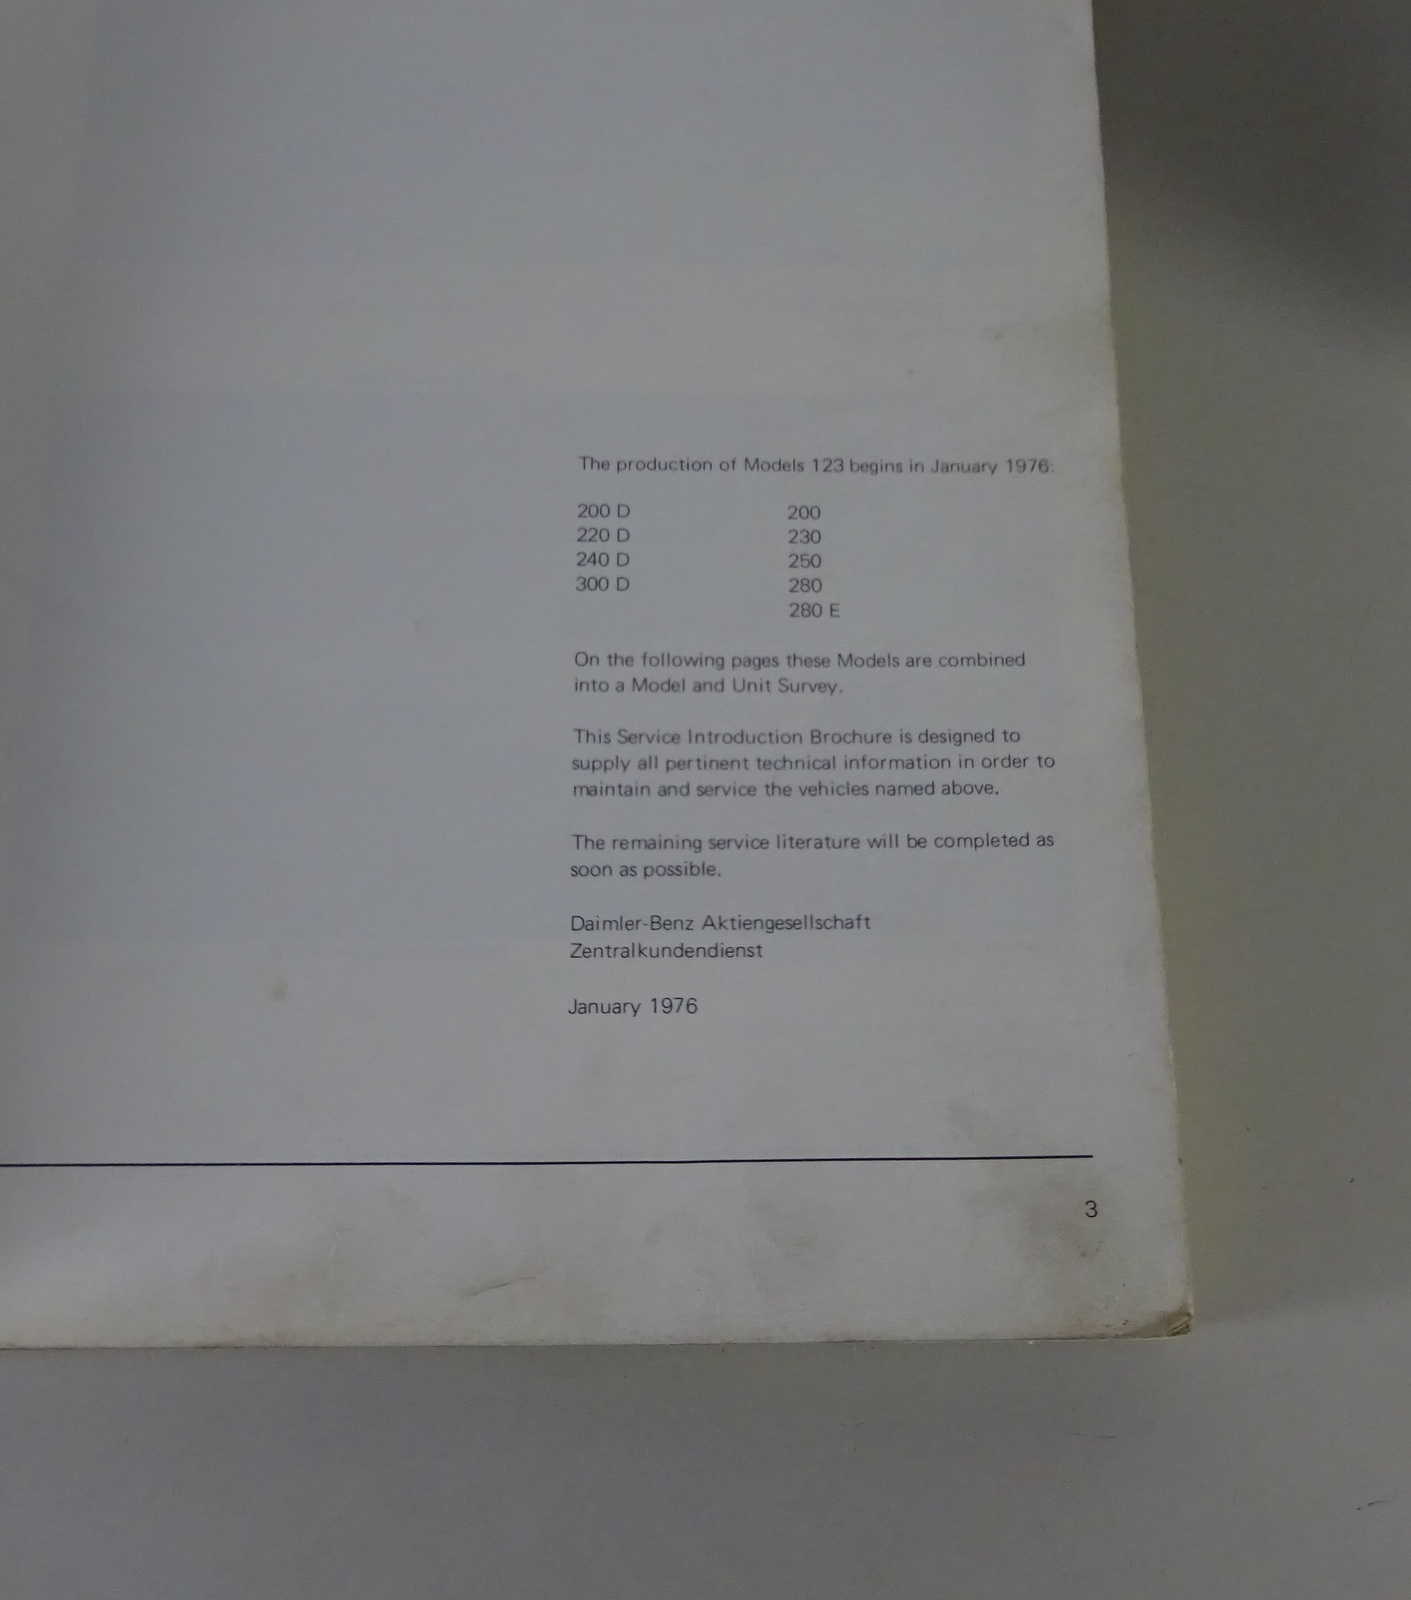 The production of Models 123 begins in January 1976:
200 D 200
220 D 230
240 D 250
300 D 280
280 E
On the following pages these Models are combined
into a Model and Unit Survey.
This Service Introduction Brochure is designed to
supply all pertinent technical information in order to
maintain and service the vehicles named above.
The remaining service literature will be completed as
soon as possible.
Daimler-Benz Aktiengesellschaft
Zentralkundendienst
January 1976
3